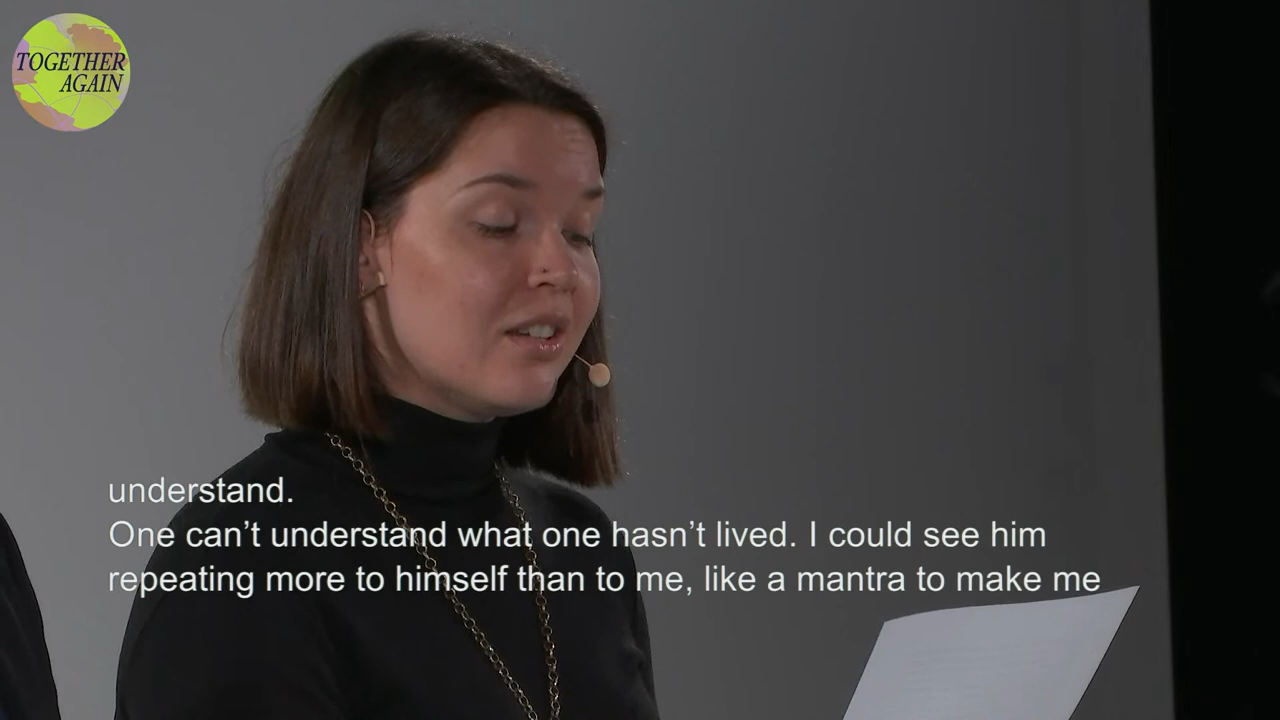 TOGETHER
AGAIN
understand.
One can’t understand what one hasn’t lived. I could see him
repeating more to himself than to me, like a mantra to make me